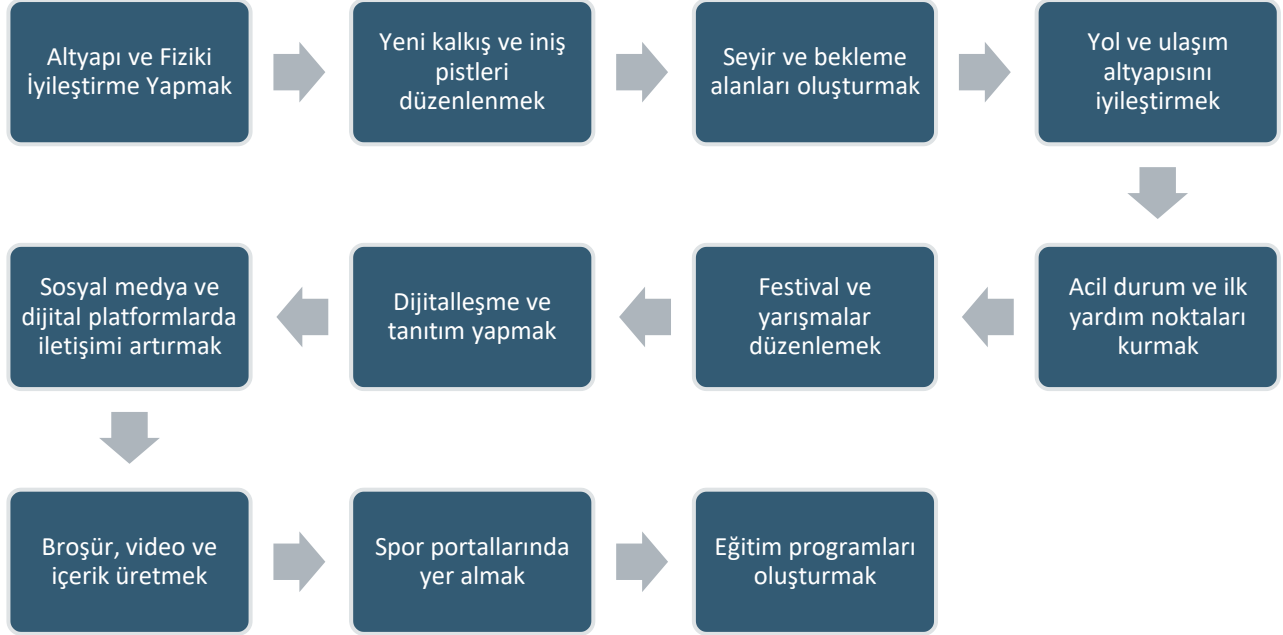 Altyapı ve Fiziki
İyileştirme Yapmak
Yeni kalkış ve iniş
pistleri
düzenlenmek
Seyir ve bekleme
alanları oluşturmak
Yol ve ulaşım
altyapısını
iyileştirmek
Acil durum ve ilk
yardım noktaları
kurmak
Festival ve
yarışmalar
düzenlemek
Dijitalleşme ve
tanıtım yapmak
Sosyal medya ve
dijital platformlarda
iletişimi artırmak
Broşür, video ve
içerik üretmek
Spor portallarında
yer almak
Eğitim programları
oluşturmak